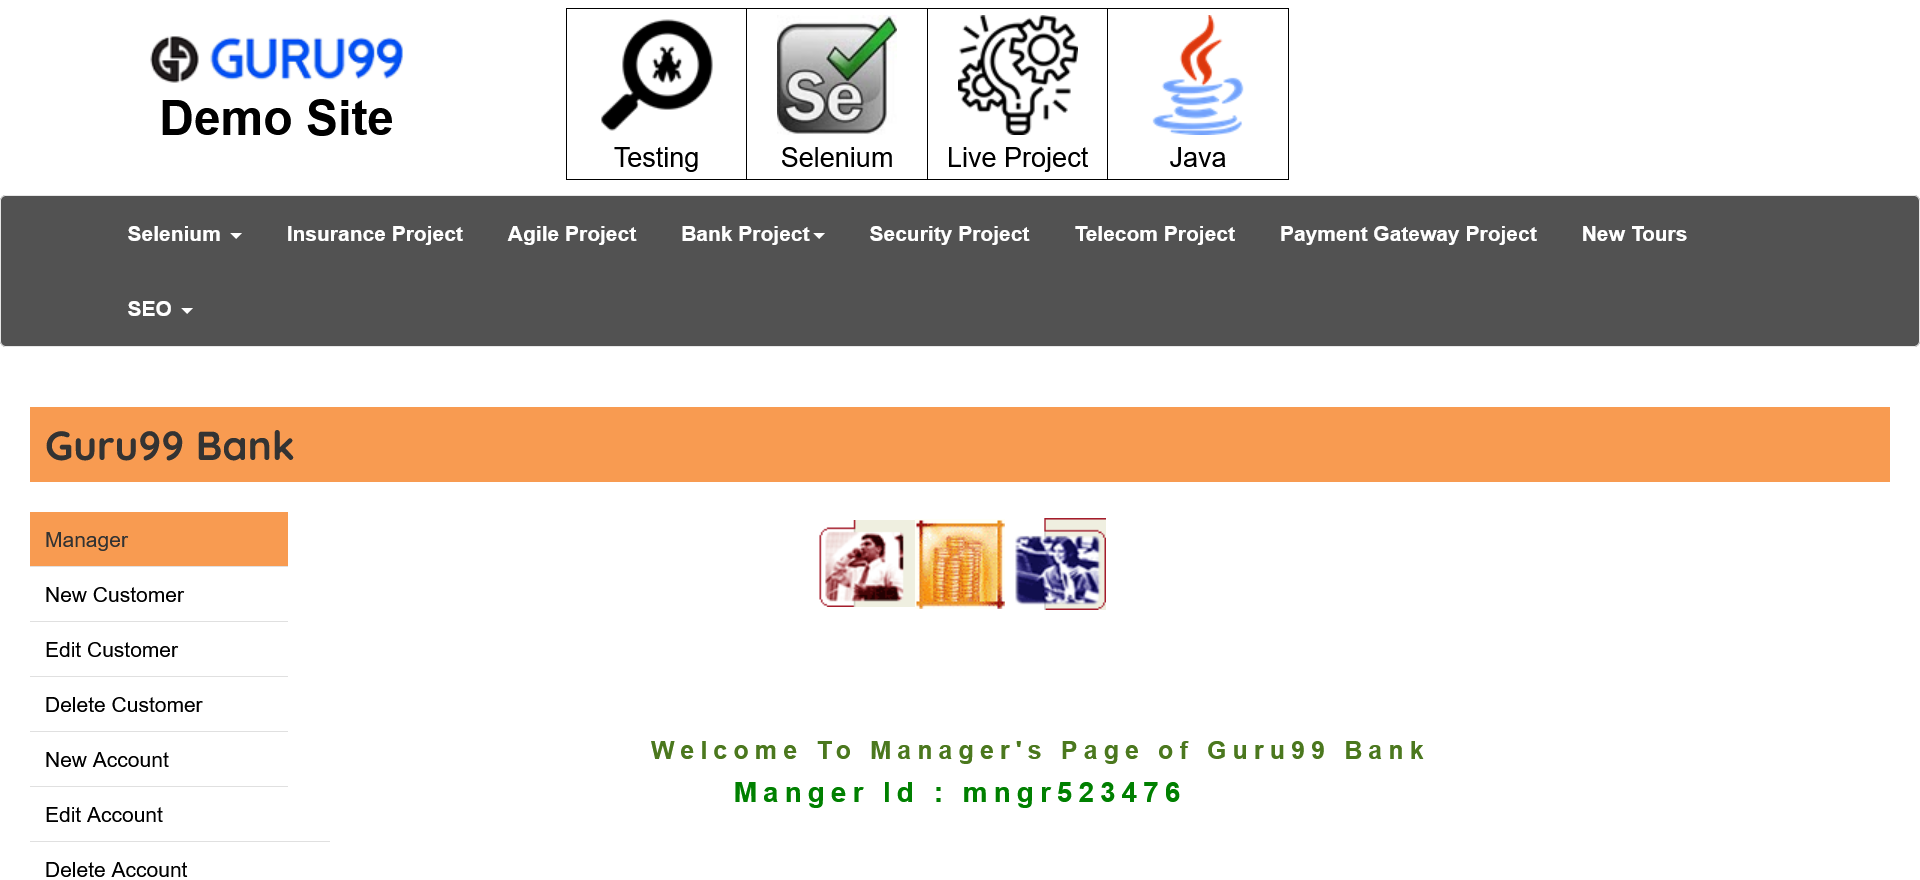 GURU99
Demo Site
Testing
Selenium
Live Project
Java
Selenium
Insurance Project
Agile Project
Bank Project
Security Project
Telecom Project
Payment Gateway Project
New Tours
SEO
Guru99 Bank
Manager
New Customer
Edit Customer
Delete Customer
New Account
Edit Account
Delete Account
Welcome To Manager's Page of Guru99 Bank
Manger Id : mngr523476